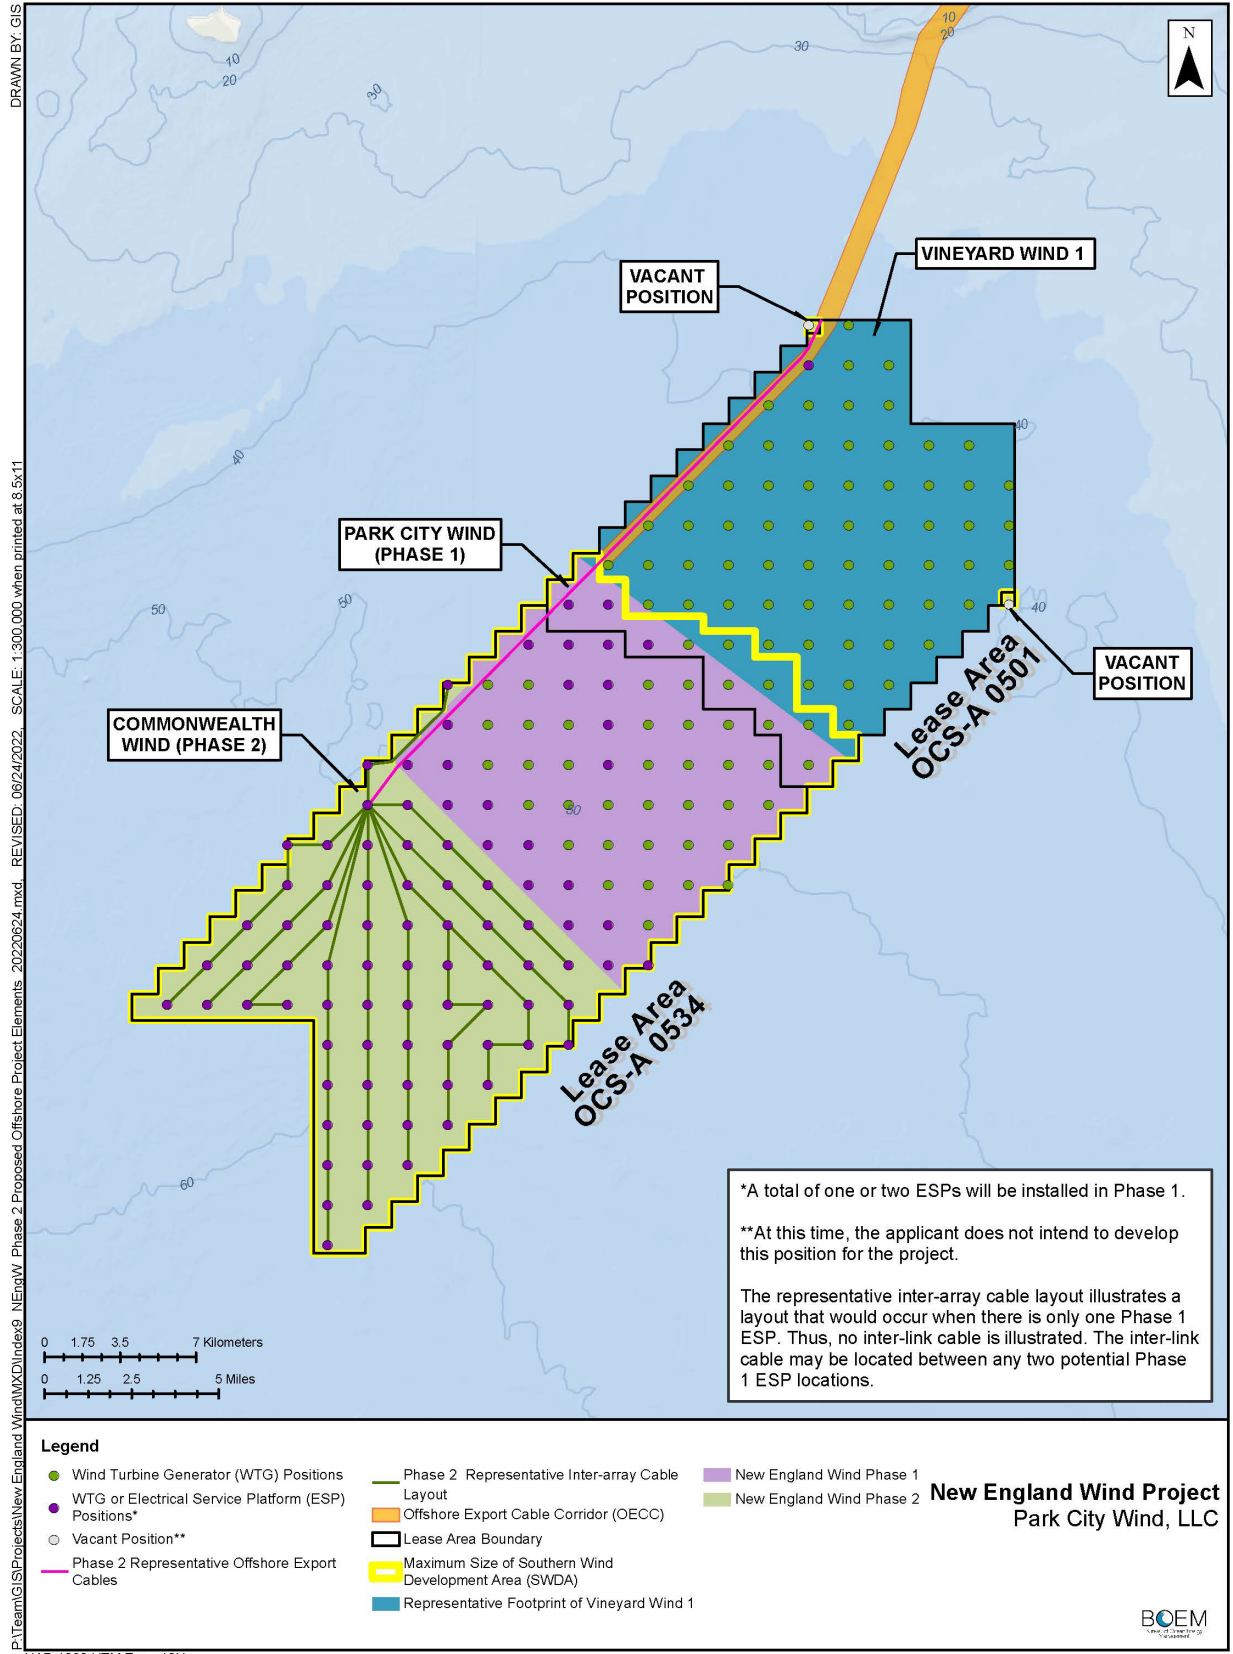 DRAWN BY: GIS
P:\Team\GIS\Projects\New England Wind\MXD\Index9_NEngW_Phase 2 Proposed Offshore Project Elements_20220624.mxd, REVISED: 06/24/2022, SCALE: 1:300,000 when printed at 8.5x11
N
10
20
30
10
20
30
VINEYARD WIND 1
VACANT
POSITION
40
40
PARK CITY WIND
(PHASE 1)
50
50
40
Lease Area
OCS-A 0501
VACANT
POSITION
COMMONWEALTH
WIND (PHASE 2)
50
Lease Area
OCS-A 0534
60
*A total of one or two ESPs will be installed in Phase 1.
**At this time, the applicant does not intend to develop
this position for the project.
The representative inter-array cable layout illustrates a
layout that would occur when there is only one Phase 1
ESP. Thus, no inter-link cable is illustrated. The inter-link
cable may be located between any two potential Phase
1 ESP locations.
0 1.75 3.5 7 Kilometers
0 1.25 2.5 5 Miles
Legend
Wind Turbine Generator (WTG) Positions
WTG or Electrical Service Platform (ESP)
Positions*
Vacant Position**
Phase 2 Representative Offshore Export
Cables
Phase 2 Representative Inter-array Cable
Layout
Offshore Export Cable Corridor (OECC)
Lease Area Boundary
Maximum Size of Southern Wind
Development Area (SWDA)
Representative Footprint of Vineyard Wind 1
New England Wind Phase 1
New England Wind Phase 2
New England Wind Project
Park City Wind, LLC
BOEM
Bureau of Ocean Energy
Management